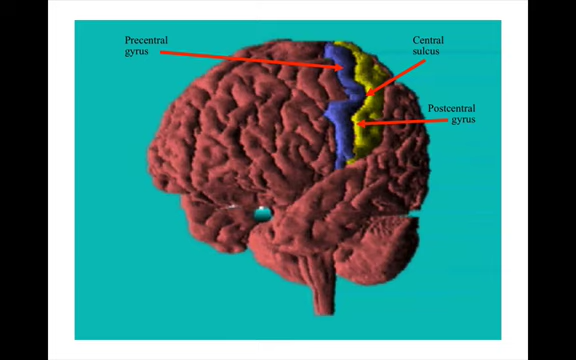 Precentral
gyrus
Central
sulcus
Postcentral
gyrus